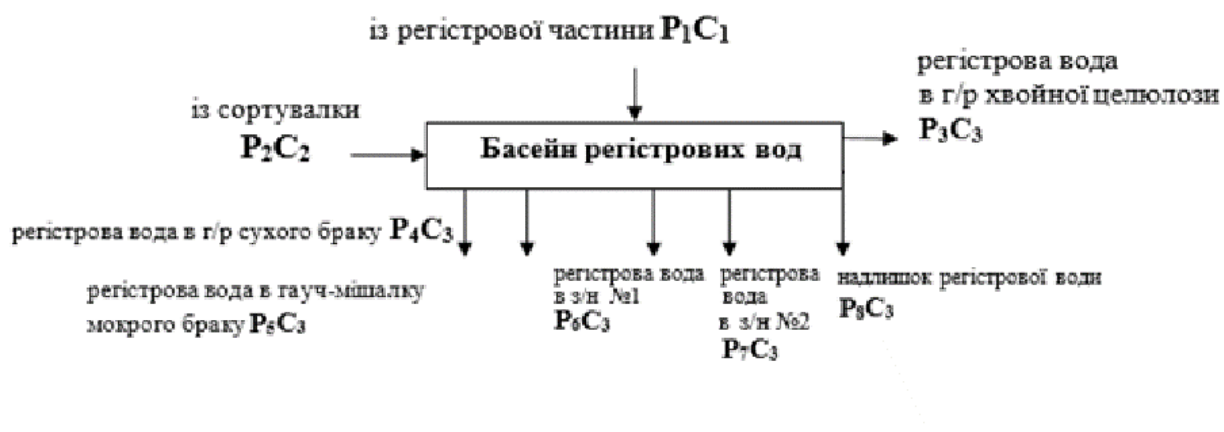 із регістрової частини P₁C₁
регістрова вода
в г/р хвойної целюлози
P₃C₃
із сортувалки
P₂C₂
Басейн регістрових вод
регістрова вода в г/р сухого браку P₄C₃
регістрова вода в гауч-мішалку
мокрого браку P₅C₃
регістрова вода
в з/н №1
P₆C₃
регістрова
вода
в з/н №2
P₇C₃
надлишок регістрової води
P₈C₃